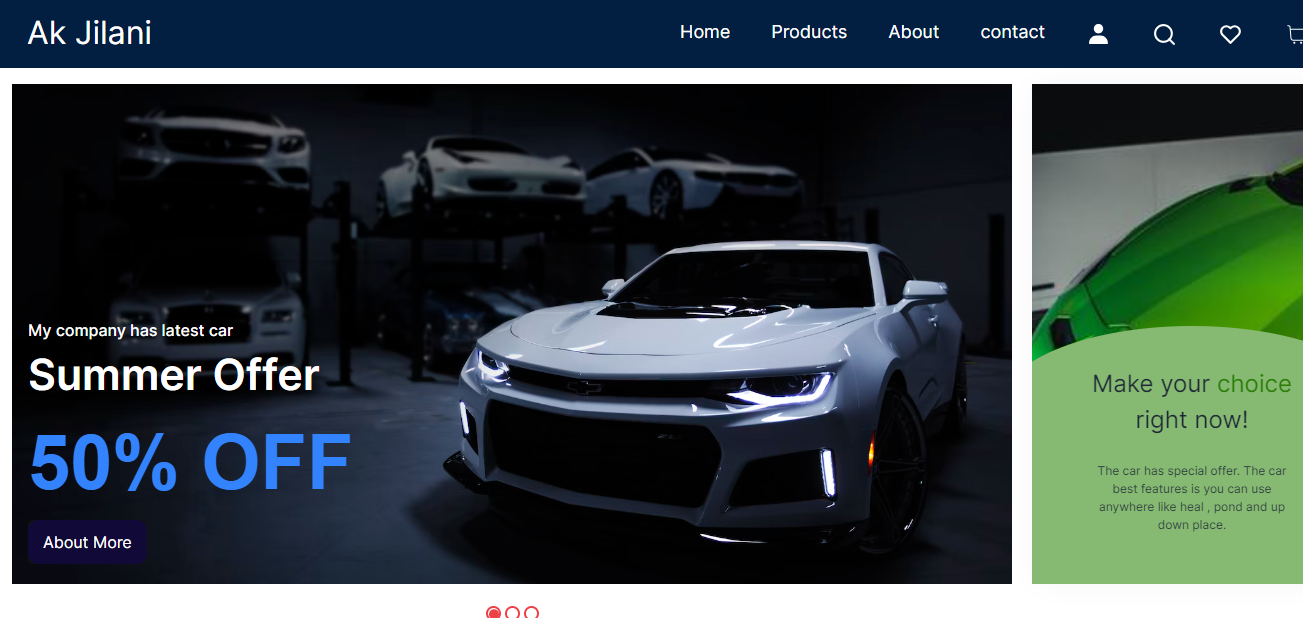 Ak Jilani
Home
Products
About
contact
My company has latest car
Summer Offer
50% OFF
About More
Make your choice
right now!
The car has special offer. The car
best features is you can use
anywhere like heal , pond and up
down place.